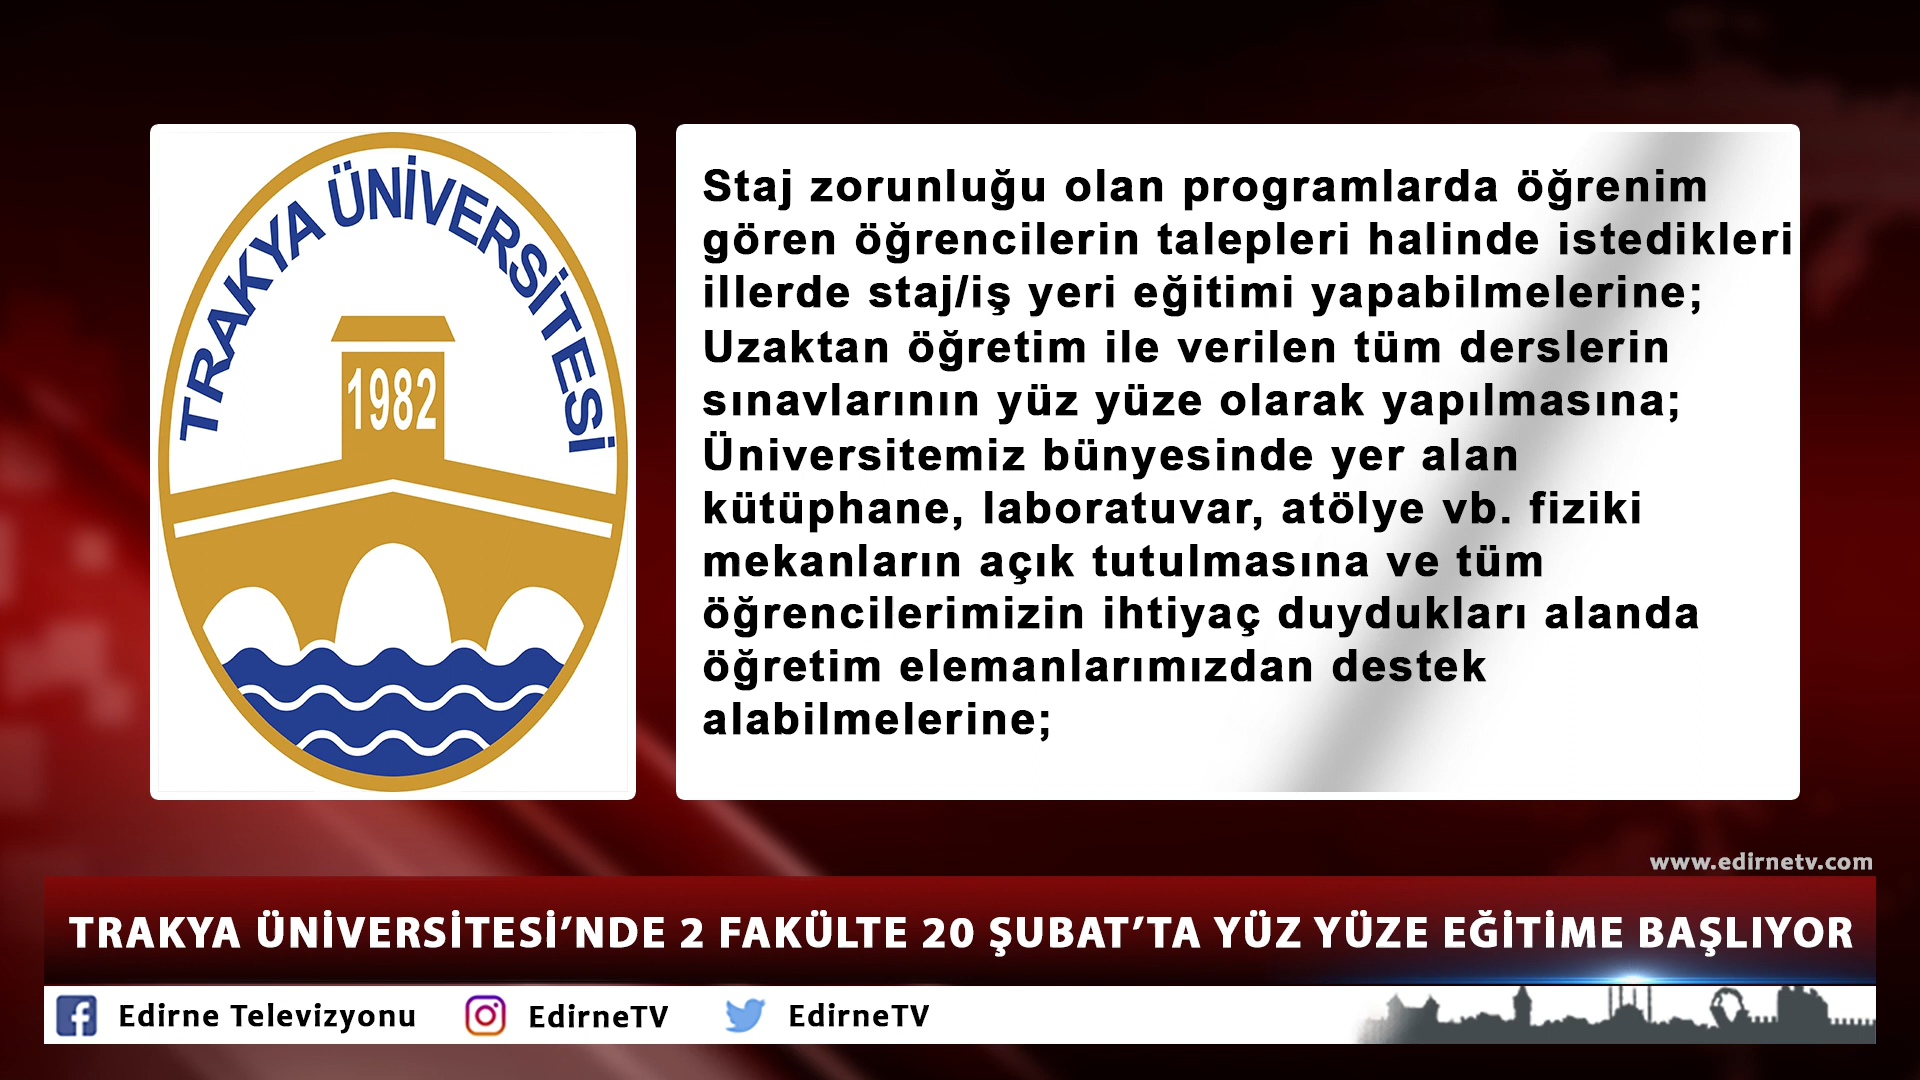 TRAKYA ÜNİVERSİTESİ
1982
Staj zorunluğu olan programlarda öğrenim
gören öğrencilerin talepleri halinde istedikleri
illerde staj/iş yeri eğitimi yapabilmelerine;
Uzaktan öğretim ile verilen tüm derslerin
sınavlarının yüz yüze olarak yapılmasına;
Üniversitemiz bünyesinde yer alan
kütüphane, laboratuvar, atölye vb. fiziki
mekanların açık tutulmasına ve tüm
öğrencilerimizin ihtiyaç duydukları alanda
öğretim elemanlarımızdan destek
alabilmelerine;
www.edirnetv.com
TRAKYA ÜNİVERSİTESİ’NDE 2 FAKÜLTE 20 ŞUBAT’TA YÜZ YÜZE EĞİTİME BAŞLIYOR
Edirne Televizyonu EdirneTV EdirneTV